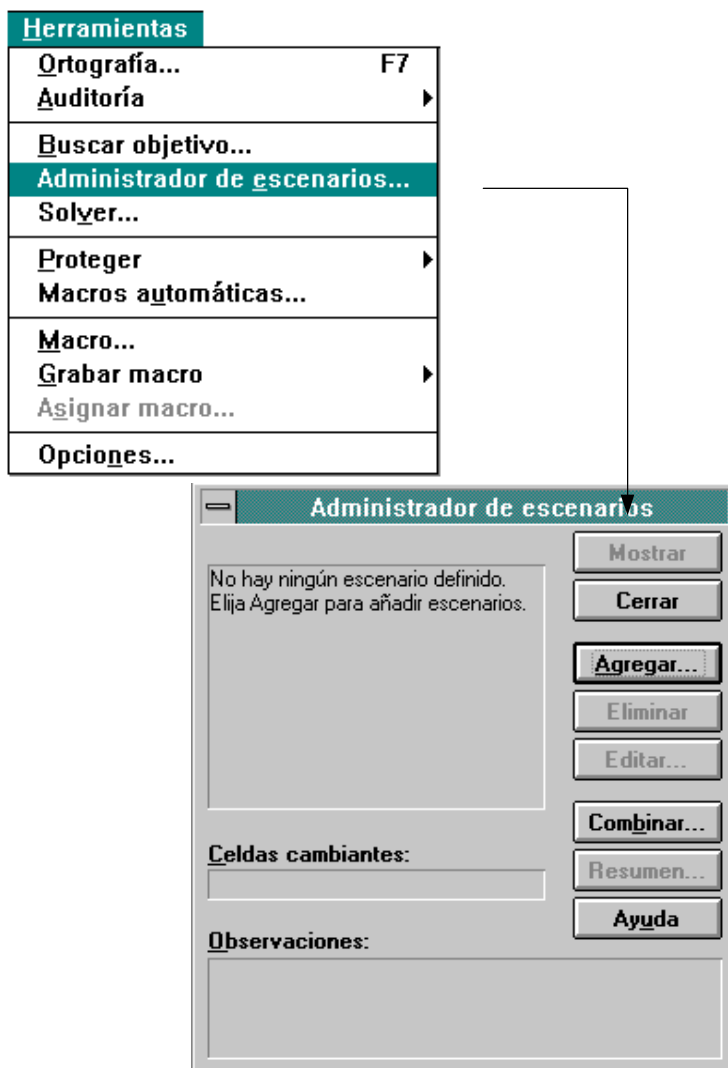 Herramientas
Ortografía... F7
Auditoría
Buscar objetivo...
Administrador de escenarios...
Solver...
Proteger
Macros automáticas...
Macro...
Grabar macro
Asignar macro...
Opciones...
Administrador de escenarios
Mostrar
No hay ningún escenario definido.
Elija Agregar para añadir escenarios.
Cerrar
Agregar...
Eliminar
Editar...
Combinar...
Celdas cambiantes:
Resumen...
Ayuda
Observaciones: